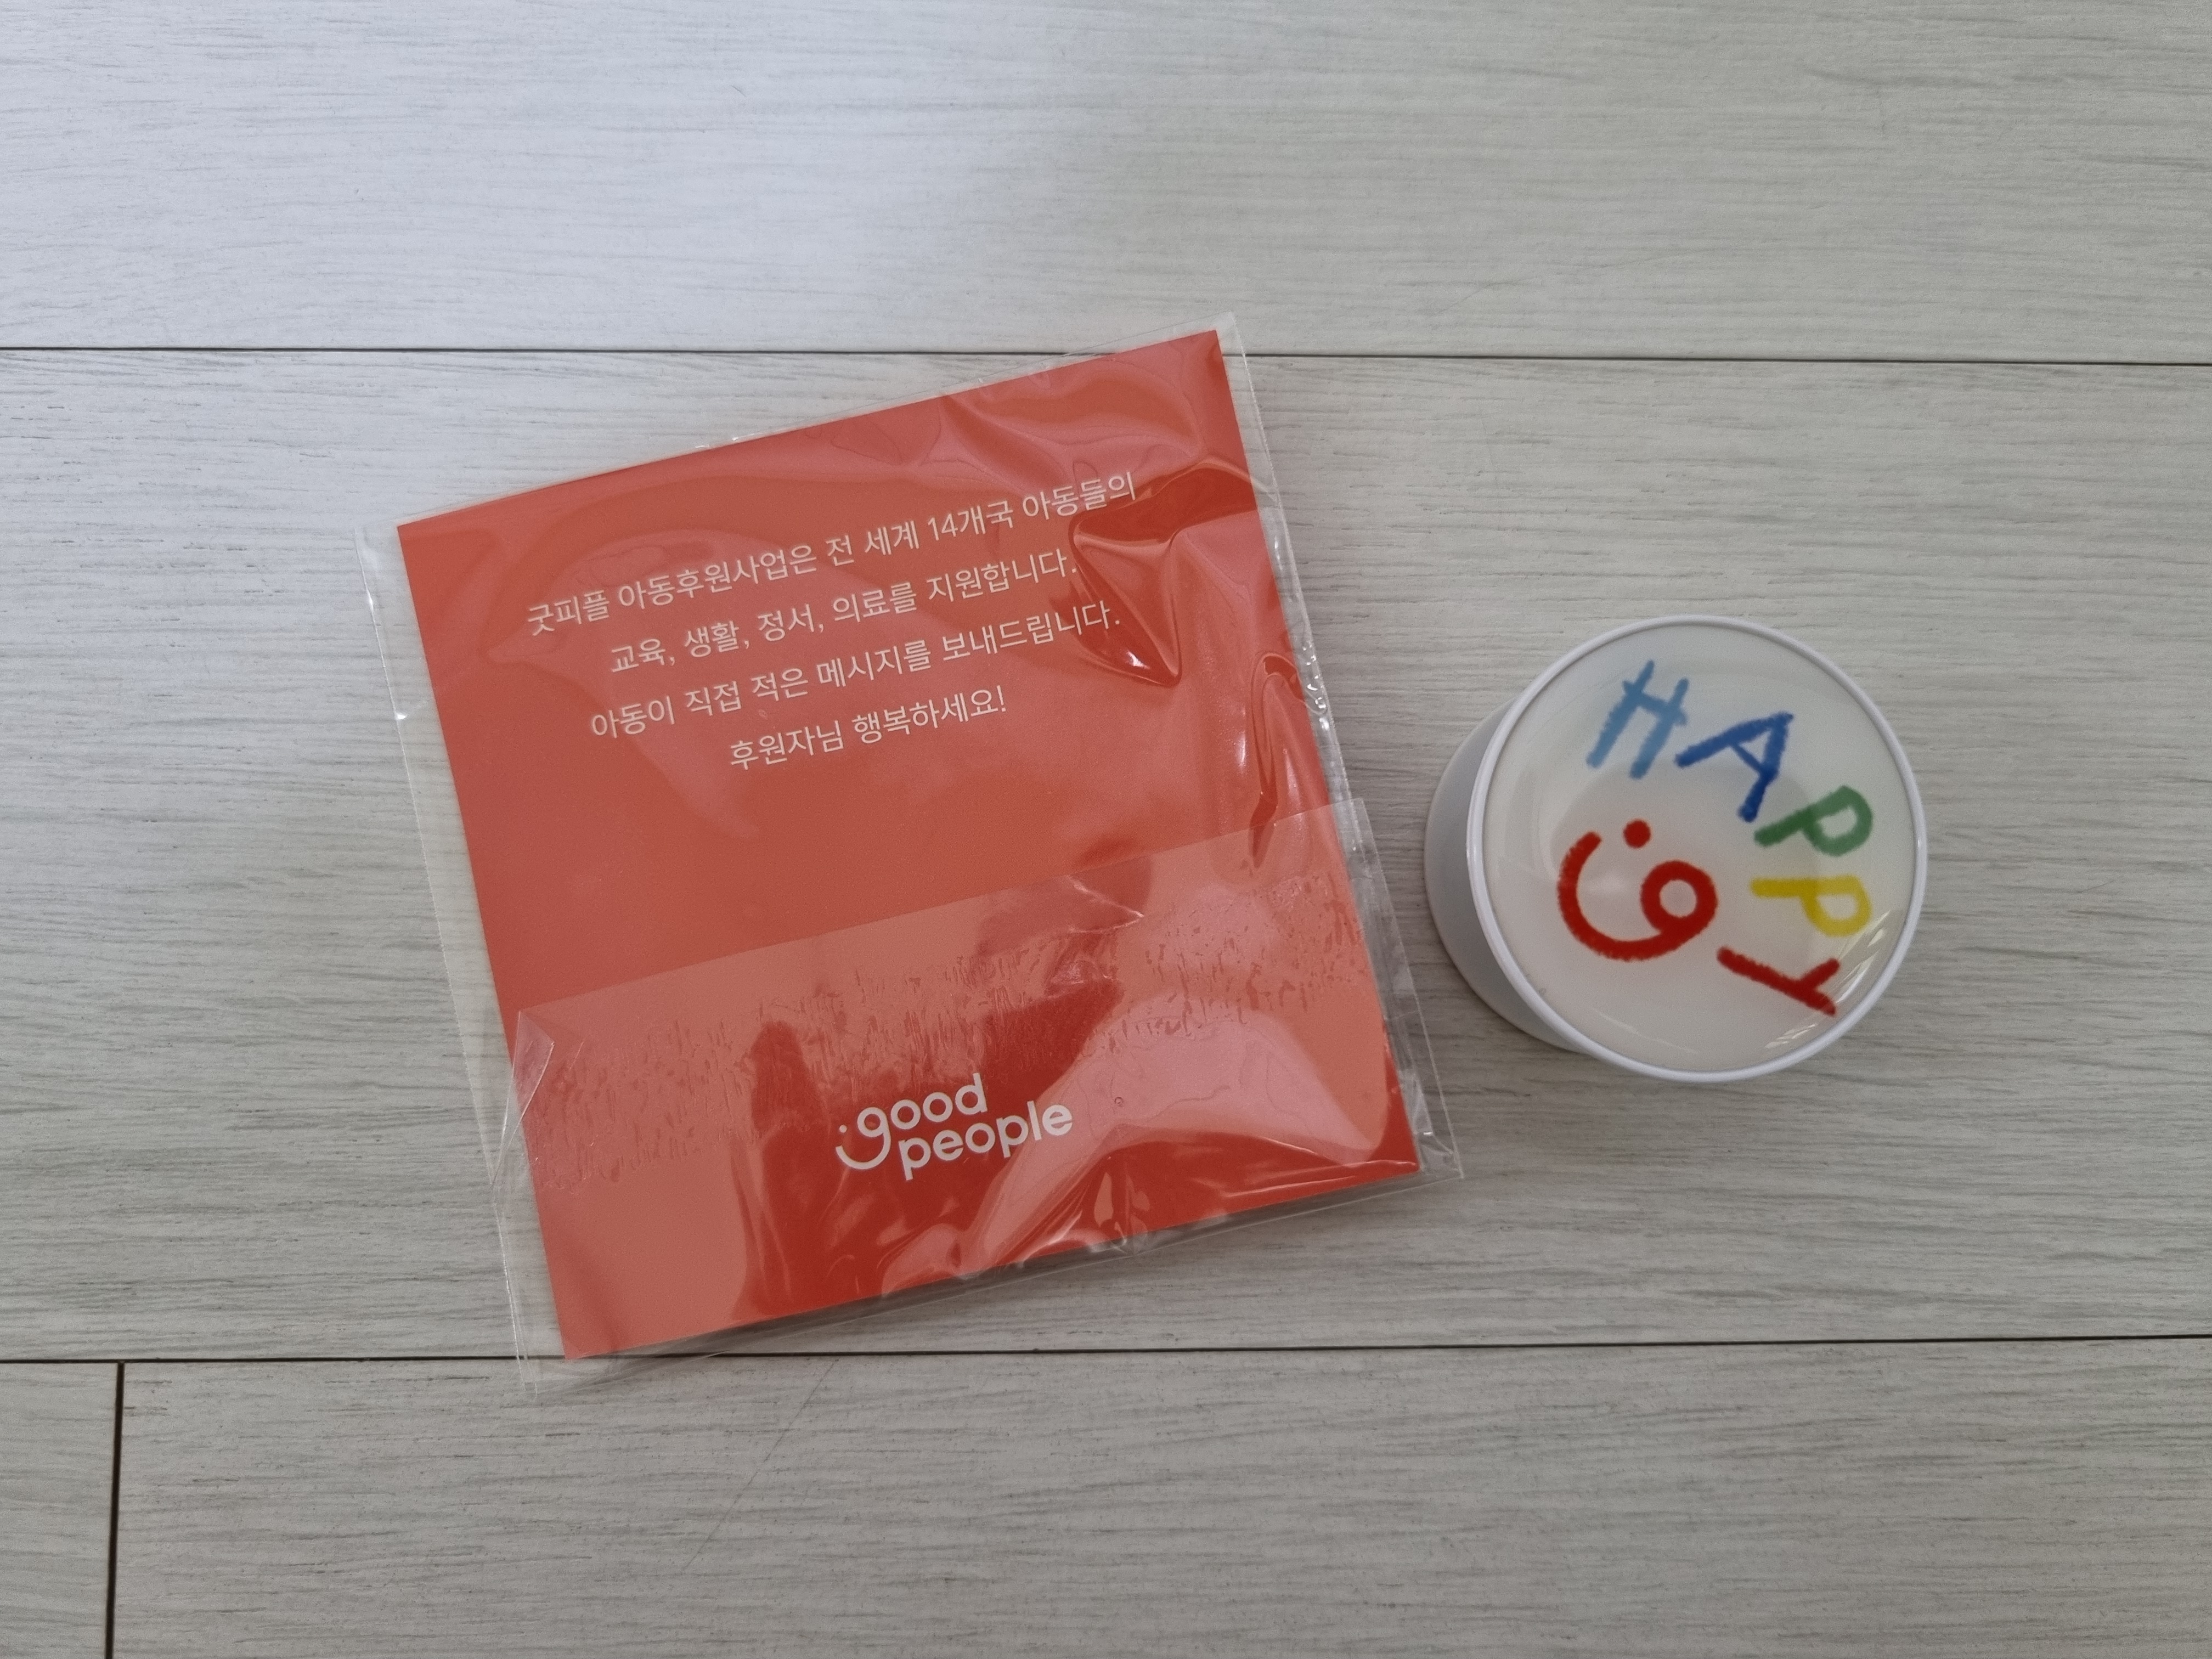 굿피플 아동후원사업은 전 세계 14개국 아동들의
교육, 생활, 정서, 의료를 지원합니다.
아동이 직접 적은 메시지를 보내드립니다.
후원자님 행복하세요!
good
people
HAPPY